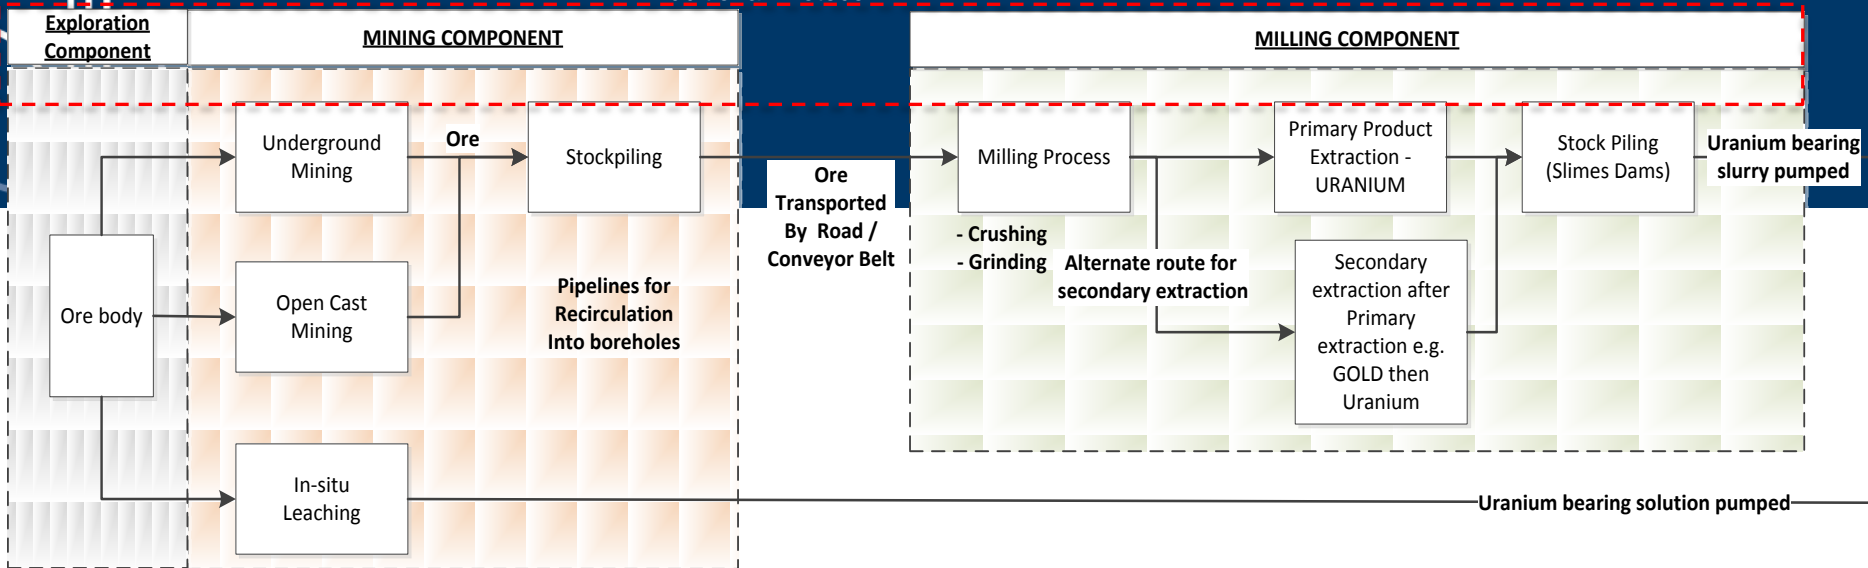 Exploration
Component
MINING COMPONENT
MILLING COMPONENT
Underground
Mining
Ore
Stockpiling
Ore
Transported
By Road /
Conveyor Belt
Milling Process
- Crushing
- Grinding
Primary Product
Extraction -
URANIUM
Stock Piling
(Slimes Dams)
Uranium bearing
slurry pumped
Ore body
Open Cast
Mining
Pipelines for
Recirculation
Into boreholes
Alternate route for
secondary extraction
Secondary
extraction after
Primary
extraction e.g.
GOLD then
Uranium
In-situ
Leaching
Uranium bearing solution pumped